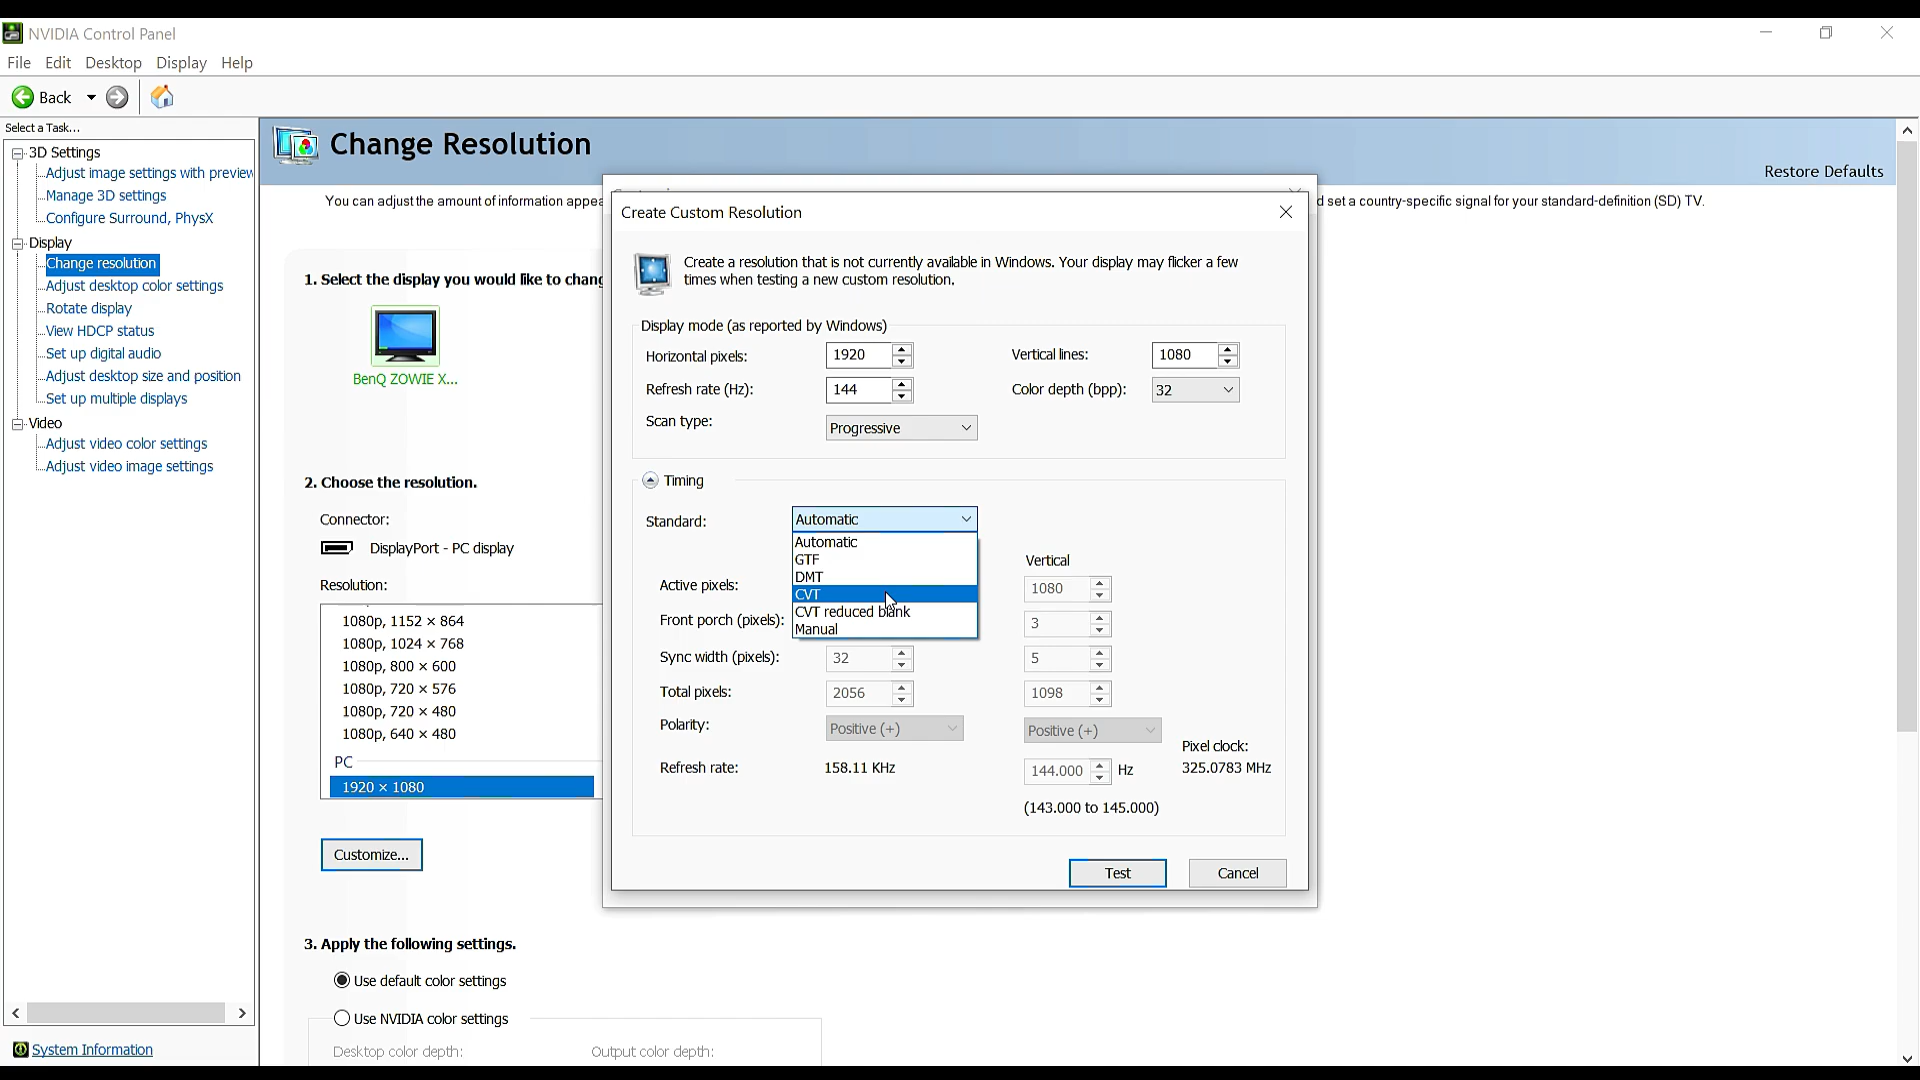 NVIDIA Control Panel
File Edit Desktop Display Help
Back
Select a Task...
3D Settings
Adjust image settings with preview
Manage 3D settings
Configure Surround, PhysX
Display
Change resolution
Adjust desktop color settings
Rotate display
View HDCP status
Set up digital audio
Adjust desktop size and position
Set up multiple displays
Video
Adjust video color settings
Adjust video image settings
System Information
Change Resolution
Restore Defaults
You can adjust the amount of information appea
d set a country-specific signal for your standard-definition (SD) TV.
1. Select the display you would like to chang
BenQ ZOWIE X...
2. Choose the resolution.
Connector:
DisplayPort - PC display
Resolution:
1080p, 1152 × 864
1080p, 1024 × 768
1080p, 800 × 600
1080p, 720 × 576
1080p, 720 × 480
1080p, 640 × 480
PC
1920 × 1080
Customize...
3. Apply the following settings.
Use default color settings
Use NVIDIA color settings
Desktop color depth: Output color depth:
Create Custom Resolution
Create a resolution that is not currently available in Windows. Your display may flicker a few
times when testing a new custom resolution.
Display mode (as reported by Windows)
Horizontal pixels: 1920 Vertical lines: 1080
Refresh rate (Hz): 144 Color depth (bpp): 32
Scan type: Progressive
Timing
Standard: Automatic
Automatic
GTF
DMT
CVT
CVT reduced blank
Manual
Vertical
Active pixels: 1080
Front porch (pixels): 3
Sync width (pixels): 32 5
Total pixels: 2056 1098
Polarity: Positive (+) Positive (+)
Pixel clock:
Refresh rate: 158.11 KHz 144.000 Hz 325.0783 MHz
(143.000 to 145.000)
Test Cancel